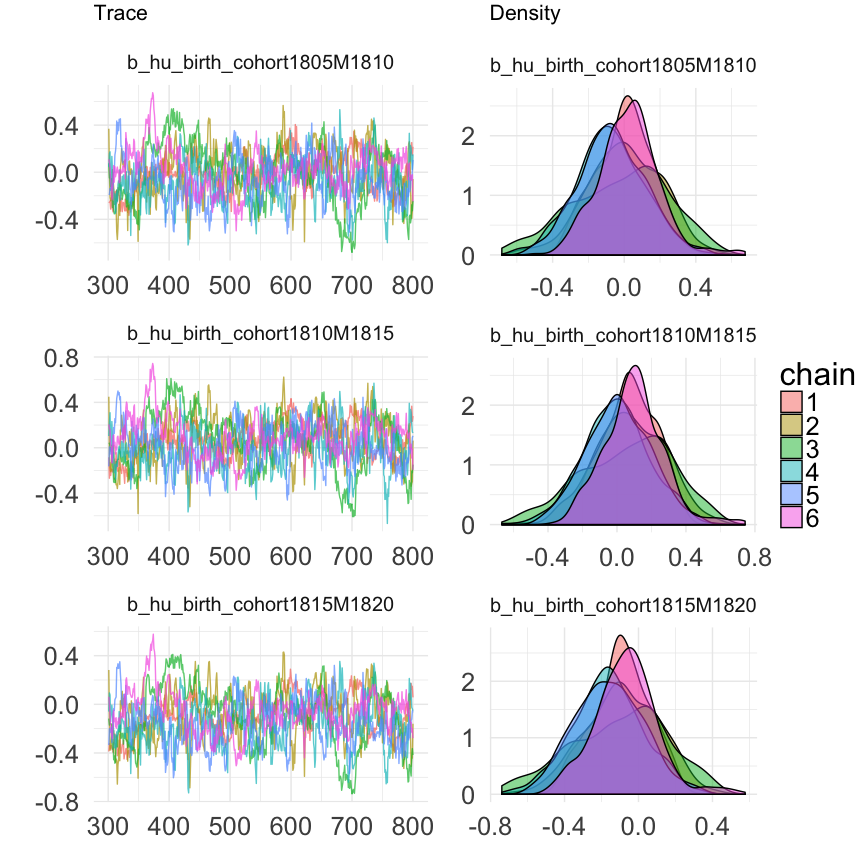 Trace
Density
b_hu_birth_cohort1805M1810
0.4
0.0
-0.4
300 400 500 600 700 800
b_hu_birth_cohort1805M1810
2
1
0
-0.4 0.0 0.4
b_hu_birth_cohort1810M1815
0.8
0.4
0.0
-0.4
300 400 500 600 700 800
b_hu_birth_cohort1810M1815
2
1
0
-0.4 0.0 0.4 0.8
b_hu_birth_cohort1815M1820
0.4
0.0
-0.4
-0.8
300 400 500 600 700 800
b_hu_birth_cohort1815M1820
2
1
0
-0.8 -0.4 0.0 0.4
chain
1
2
3
4
5
6